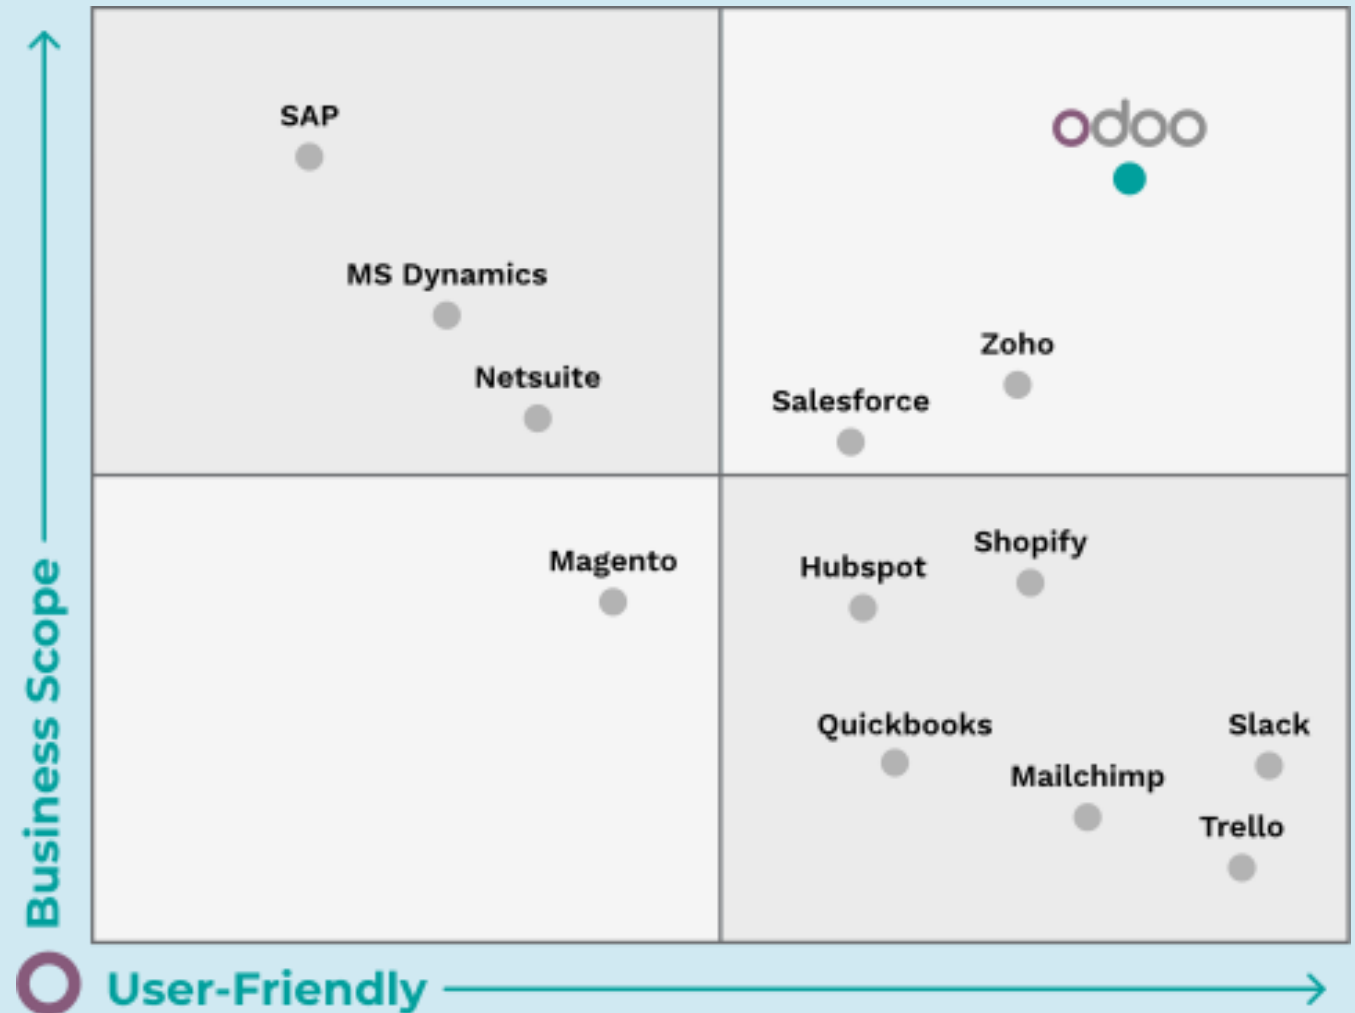 SAP
odoo
MS Dynamics
Zoho
Netsuite
Salesforce
Shopify
Magento
Hubspot
Quickbooks
Slack
Mailchimp
Trello
Business Scope
User-Friendly